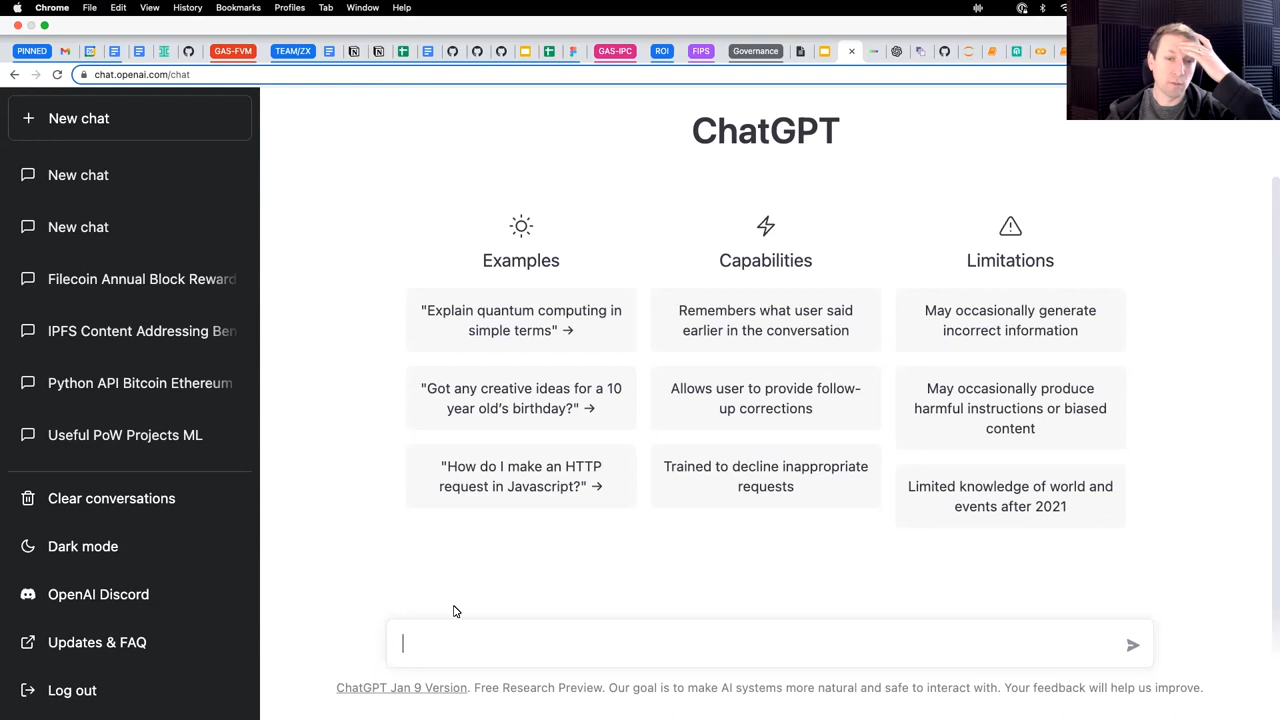 Chrome File Edit View History Bookmarks Profiles Tab Window Help
PINNED GAS-FVM TEAM/ZX GAS-IPC ROI FIPS Governance
chat.openai.com/chat
New chat
New chat
New chat
Filecoin Annual Block Reward
IPFS Content Addressing Ben
Python API Bitcoin Ethereum
Useful PoW Projects ML
Clear conversations
Dark mode
OpenAI Discord
Updates & FAQ
Log out
ChatGPT
Examples
"Explain quantum computing in
simple terms" →
"Got any creative ideas for a 10
year old's birthday?" →
"How do I make an HTTP
request in Javascript?" →
Capabilities
Remembers what user said
earlier in the conversation
Allows user to provide follow-
up corrections
Trained to decline inappropriate
requests
Limitations
May occasionally generate
incorrect information
May occasionally produce
harmful instructions or biased
content
Limited knowledge of world and
events after 2021
ChatGPT Jan 9 Version. Free Research Preview. Our goal is to make AI systems more natural and safe to interact with. Your feedback will help us improve.